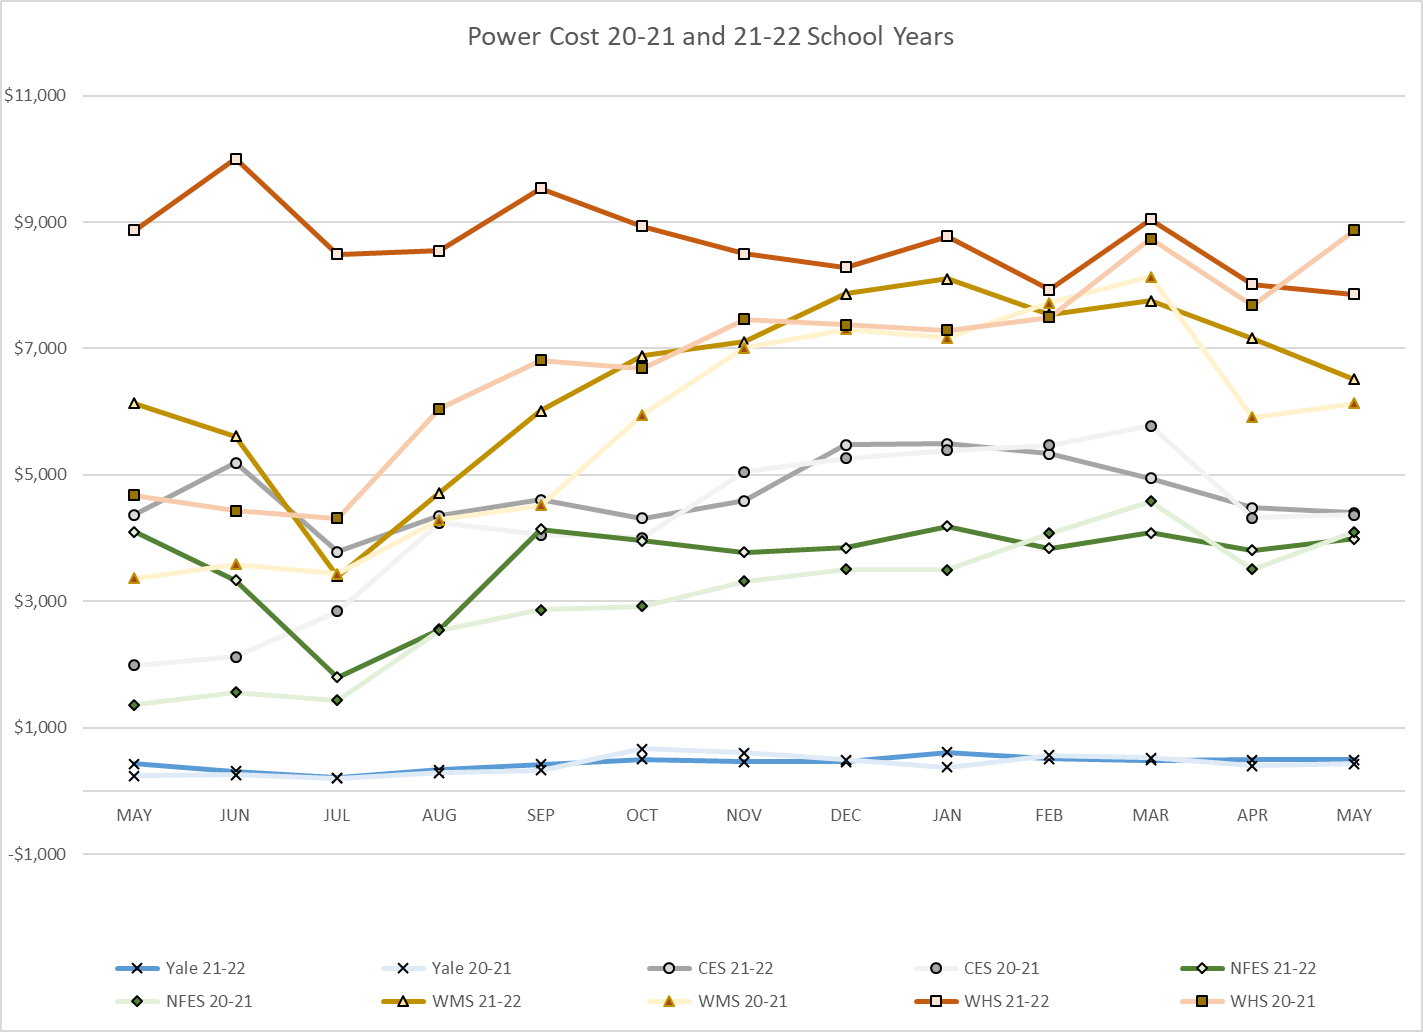 Power Cost 20-21 and 21-22 School Years
$11,000
$9,000
$7,000
$5,000
$3,000
$1,000
MAY JUN JUL AUG SEP OCT NOV DEC JAN FEB MAR APR MAY
-$1,000
Yale 21-22 Yale 20-21 CES 21-22 CES 20-21 NFES 21-22
NFES 20-21 WMS 21-22 WMS 20-21 WHS 21-22 WHS 20-21